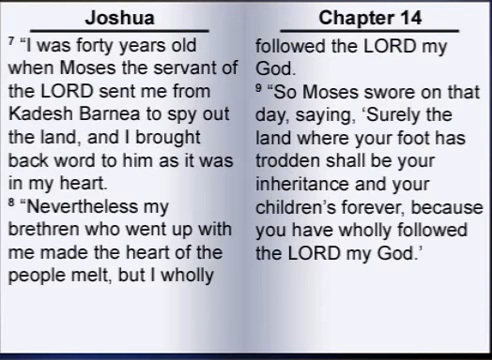 Joshua
⁷ “I was forty years old
when Moses the servant of
the LORD sent me from
Kadesh Barnea to spy out
the land, and I brought
back word to him as it was
in my heart.
⁸ “Nevertheless my
brethren who went up with
me made the heart of the
people melt, but I wholly
Chapter 14
followed the LORD my
God.
⁹ “So Moses swore on that
day, saying, ‘Surely the
land where your foot has
trodden shall be your
inheritance and your
children’s forever, because
you have wholly followed
the LORD my God.’